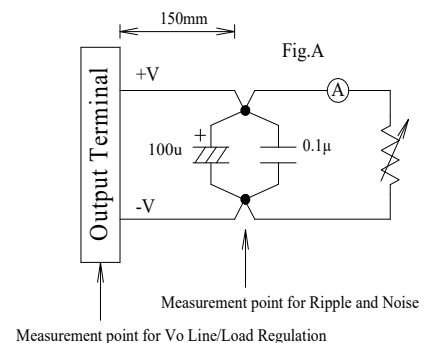 150mm
Fig.A
Output Terminal
+V
A
+
100u
0.1µ
-V
Measurement point for Ripple and Noise
Measurement point for Vo Line/Load Regulation